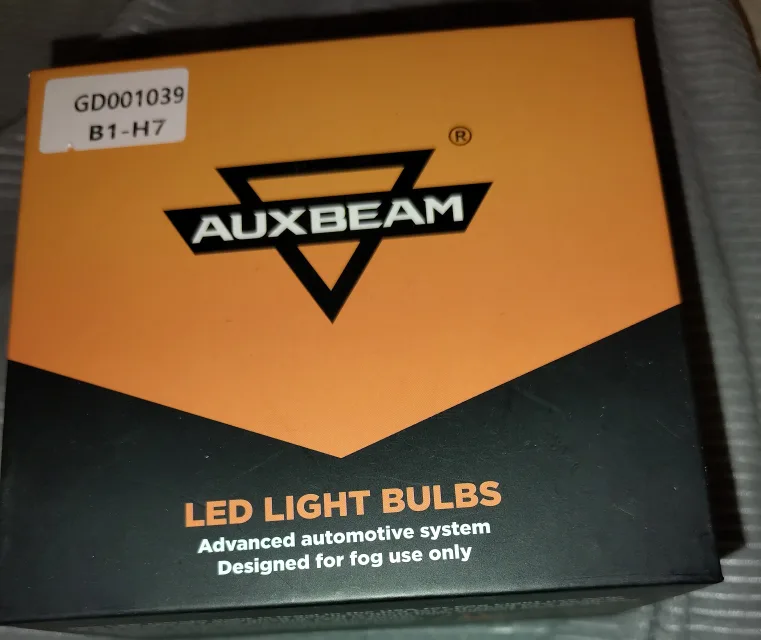 GD001039
B1-H7
®
AUXBEAM
LED LIGHT BULBS
Advanced automotive system
Designed for fog use only